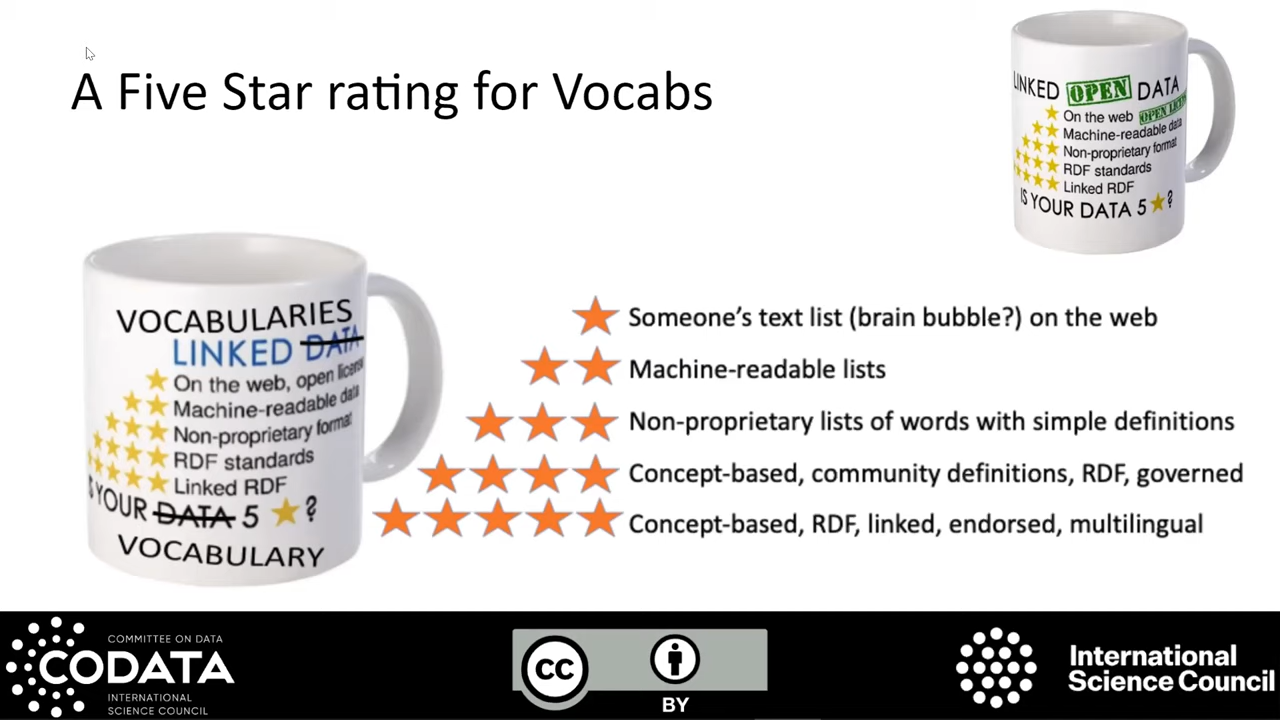 A Five Star rating for Vocabs
LINKED OPEN DATA
On the web OPEN LICENSE
Machine-readable data
Non-proprietary format
RDF standards
Linked RDF
IS YOUR DATA 5 ★ ?
VOCABULARIES
LINKED DATA
On the web, open license
Machine-readable data
Non-proprietary format
RDF standards
Linked RDF
IS YOUR DATA 5 ★ ?
VOCABULARY
Someone's text list (brain bubble?) on the web
Machine-readable lists
Non-proprietary lists of words with simple definitions
Concept-based, community definitions, RDF, governed
Concept-based, RDF, linked, endorsed, multilingual
COMMITTEE ON DATA
CODATA
INTERNATIONAL
SCIENCE COUNCIL
CC
BY
International
Science Council